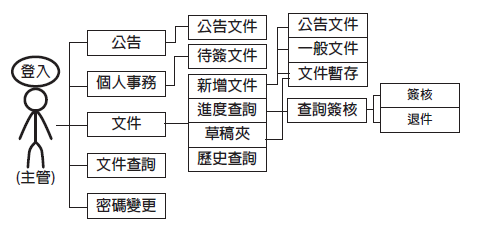 登入
(主管)
公告
個人事務
文件
文件查詢
密碼變更
公告文件
待簽文件
新增文件
進度查詢
草稿夾
歷史查詢
公告文件
一般文件
文件暫存
查詢簽核
簽核
退件